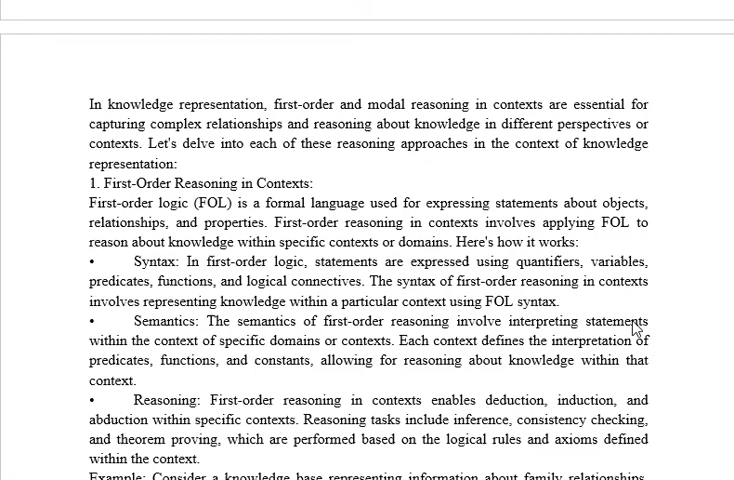 In knowledge representation, first-order and modal reasoning in contexts are essential for
capturing complex relationships and reasoning about knowledge in different perspectives or
contexts. Let's delve into each of these reasoning approaches in the context of knowledge
representation:
1. First-Order Reasoning in Contexts:
First-order logic (FOL) is a formal language used for expressing statements about objects,
relationships, and properties. First-order reasoning in contexts involves applying FOL to
reason about knowledge within specific contexts or domains. Here's how it works:
• Syntax: In first-order logic, statements are expressed using quantifiers, variables,
predicates, functions, and logical connectives. The syntax of first-order reasoning in contexts
involves representing knowledge within a particular context using FOL syntax.
• Semantics: The semantics of first-order reasoning involve interpreting statements
within the context of specific domains or contexts. Each context defines the interpretation of
predicates, functions, and constants, allowing for reasoning about knowledge within that
context.
• Reasoning: First-order reasoning in contexts enables deduction, induction, and
abduction within specific contexts. Reasoning tasks include inference, consistency checking,
and theorem proving, which are performed based on the logical rules and axioms defined
within the context.
Example: Consider a knowledge base representing information about family relationships.